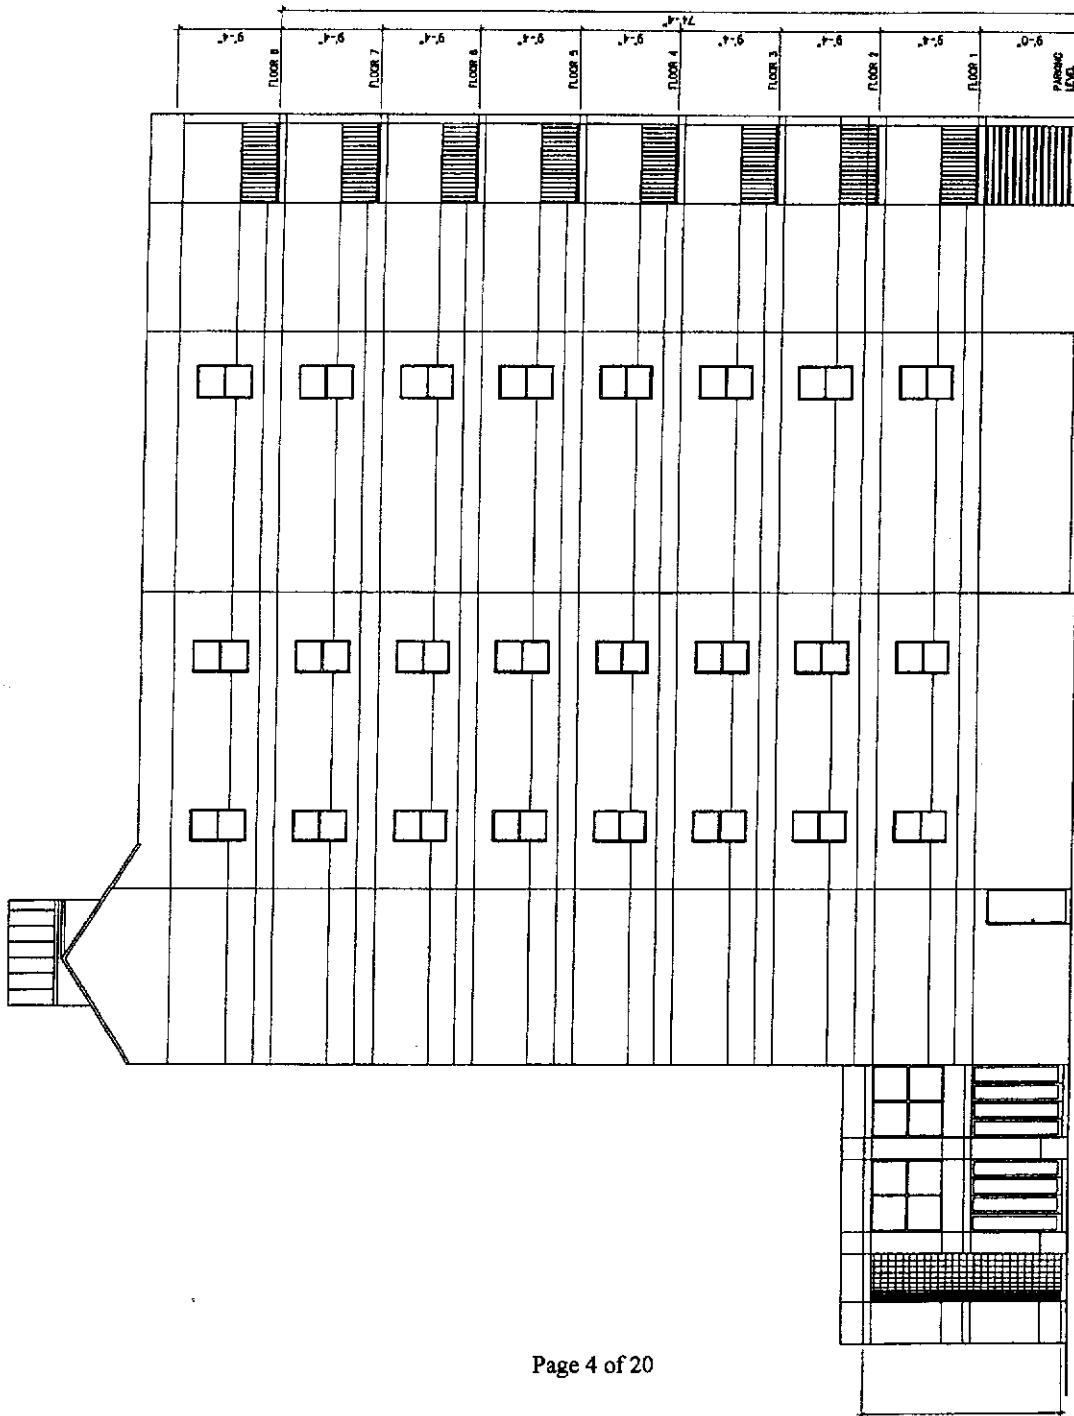 74'-4"
9'-4"
9'-4"
9'-4"
9'-4"
9'-4"
9'-4"
9'-4"
9'-4"
9'-0"
FLOOR 8
FLOOR 7
FLOOR 6
FLOOR 5
FLOOR 4
FLOOR 3
FLOOR 2
FLOOR 1
PARKING
LEVEL
Page 4 of 20